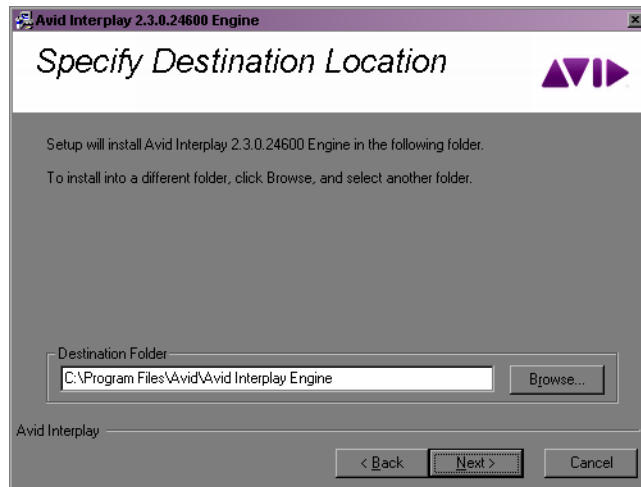 Avid Interplay 2.3.0.24600 Engine
Specify Destination Location
AVID
Setup will install Avid Interplay 2.3.0.24600 Engine in the following folder.
To install into a different folder, click Browse, and select another folder.
Destination Folder
C:\Program Files\Avid\Avid Interplay Engine
Browse...
Avid Interplay
< Back
Next >
Cancel